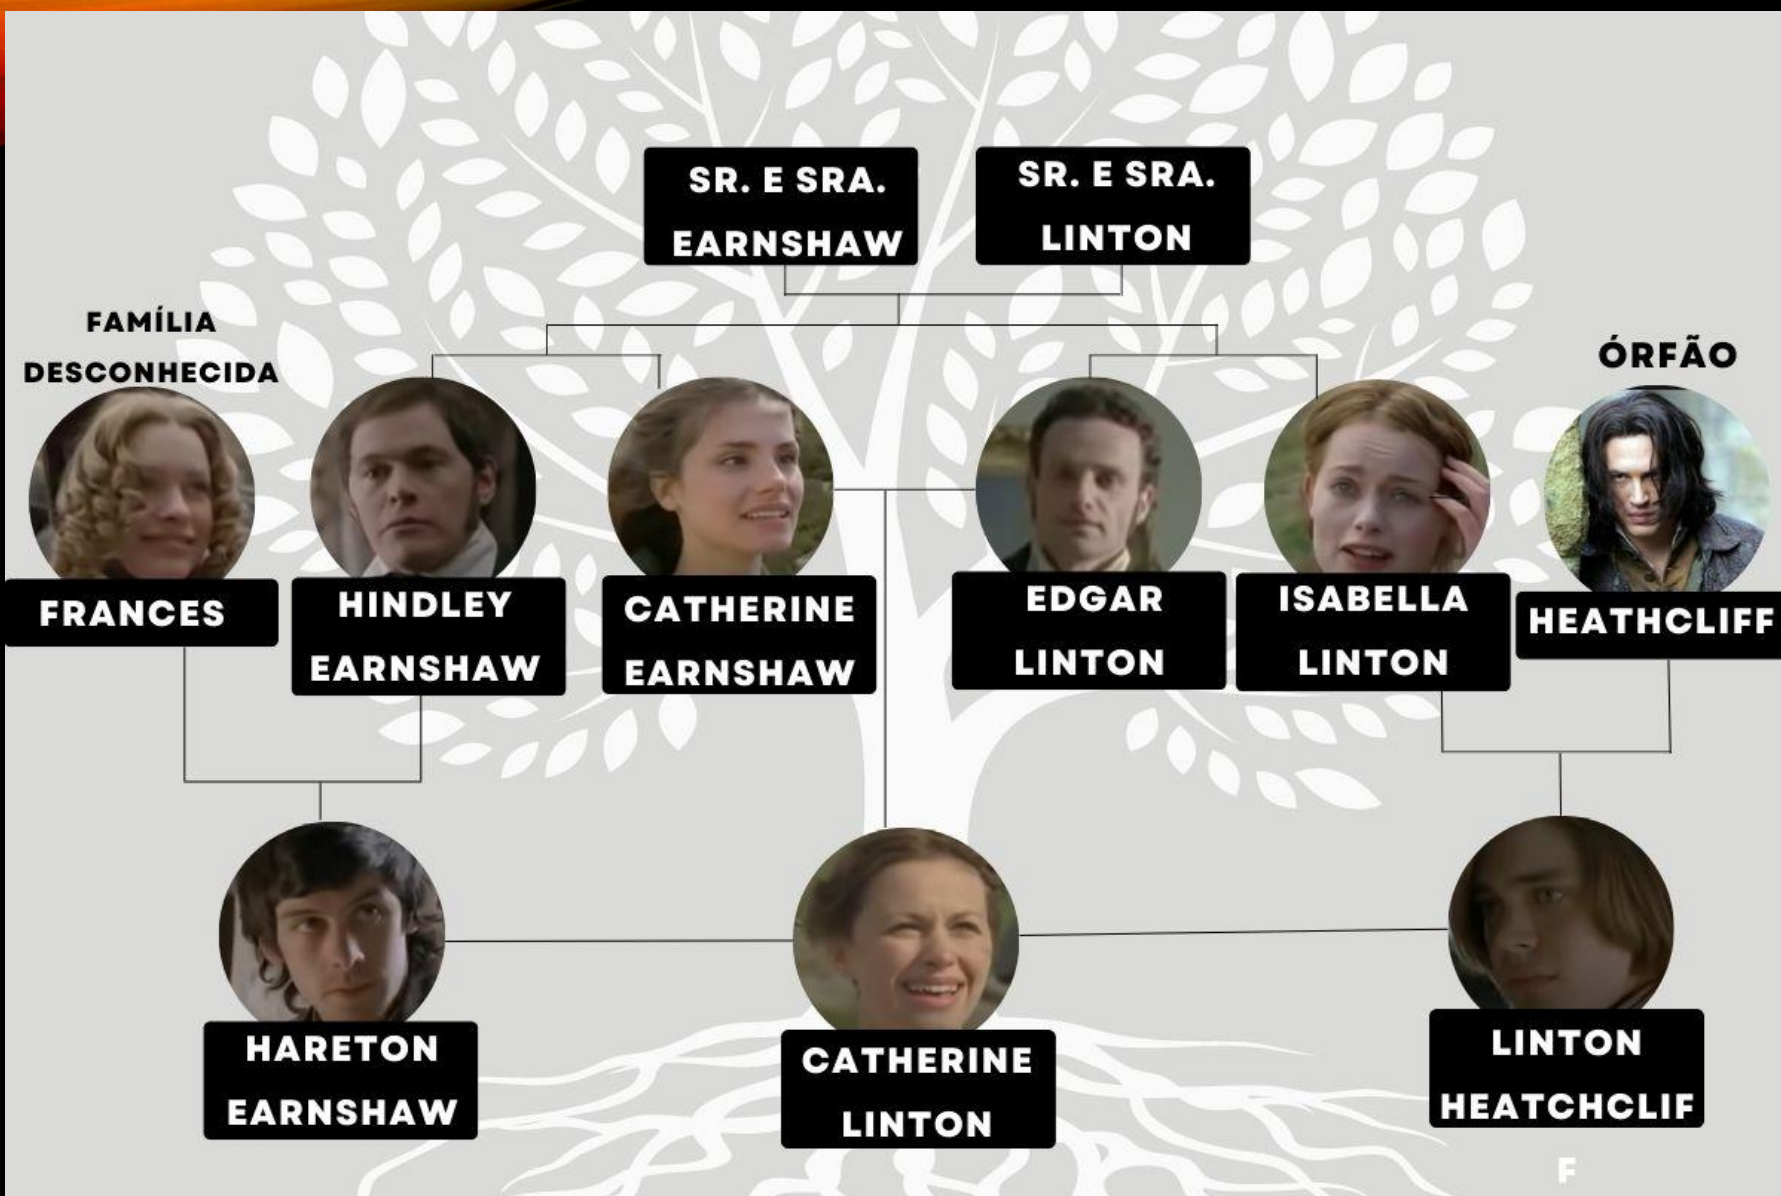 SR. E SRA.
EARNSHAW
SR. E SRA.
LINTON
FAMÍLIA
DESCONHECIDA
ÓRFÃO
FRANCES
HINDLEY
EARNSHAW
CATHERINE
EARNSHAW
EDGAR
LINTON
ISABELLA
LINTON
HEATHCLIFF
HARETON
EARNSHAW
CATHERINE
LINTON
LINTON
HEATCHCLIF
F